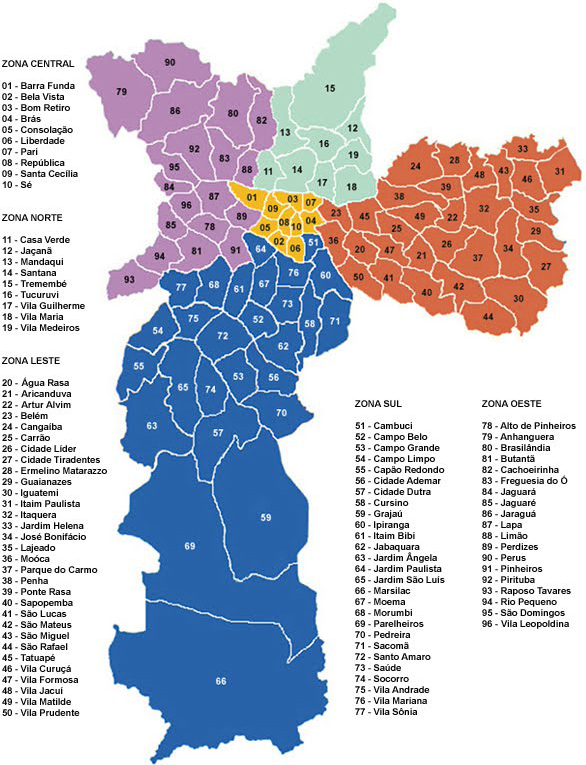 ZONA CENTRAL
01 - Barra Funda
02 - Bela Vista
03 - Bom Retiro
04 - Brás
05 - Consolação
06 - Liberdade
07 - Pari
08 - República
09 - Santa Cecília
10 - Sé
ZONA NORTE
11 - Casa Verde
12 - Jaçanã
13 - Mandaqui
14 - Santana
15 - Tremembé
16 - Tucuruvi
17 - Vila Guilherme
18 - Vila Maria
19 - Vila Medeiros
ZONA LESTE
20 - Água Rasa
21 - Aricanduva
22 - Artur Alvim
23 - Belém
24 - Cangaíba
25 - Carrão
26 - Cidade Líder
27 - Cidade Tiradentes
28 - Ermelino Matarazzo
29 - Guaianazes
30 - Iguatemi
31 - Itaim Paulista
32 - Itaquera
33 - Jardim Helena
34 - José Bonifácio
35 - Lajeado
36 - Moóca
37 - Parque do Carmo
38 - Penha
39 - Ponte Rasa
40 - Sapopemba
41 - São Lucas
42 - São Mateus
43 - São Miguel
44 - São Rafael
45 - Tatuapé
46 - Vila Curuçá
47 - Vila Formosa
48 - Vila Jacuí
49 - Vila Matilde
50 - Vila Prudente
ZONA SUL
51 - Cambuci
52 - Campo Belo
53 - Campo Grande
54 - Campo Limpo
55 - Capão Redondo
56 - Cidade Ademar
57 - Cidade Dutra
58 - Cursino
59 - Grajaú
60 - Ipiranga
61 - Itaim Bibi
62 - Jabaquara
63 - Jardim Ângela
64 - Jardim Paulista
65 - Jardim São Luís
66 - Marsilac
67 - Moema
68 - Morumbi
69 - Parelheiros
70 - Pedreira
71 - Sacomã
72 - Santo Amaro
73 - Saúde
74 - Socorro
75 - Vila Andrade
76 - Vila Mariana
77 - Vila Sônia
ZONA OESTE
78 - Alto de Pinheiros
79 - Anhanguera
80 - Brasilândia
81 - Butantã
82 - Cachoeirinha
83 - Freguesia do Ó
84 - Jaguará
85 - Jaguaré
86 - Jaraguá
87 - Lapa
88 - Limão
89 - Perdizes
90 - Perus
91 - Pinheiros
92 - Pirituba
93 - Raposo Tavares
94 - Rio Pequeno
95 - São Domingos
96 - Vila Leopoldina
90
79
86
80
82
92
83
95
88
84
87
96
89
85
78
94
81
91
93
15
13
12
16
19
11
14
17
18
01
03
07
09
08
04
05
10
02
06
33
24
28
48
43
46
31
38
39
32
35
23
45
49
22
29
25
36
20
47
26
37
34
27
21
50
41
40
42
30
44
64
51
76
60
77
68
61
67
73
75
52
58
71
54
72
62
55
53
56
65
74
70
63
57
59
69
66